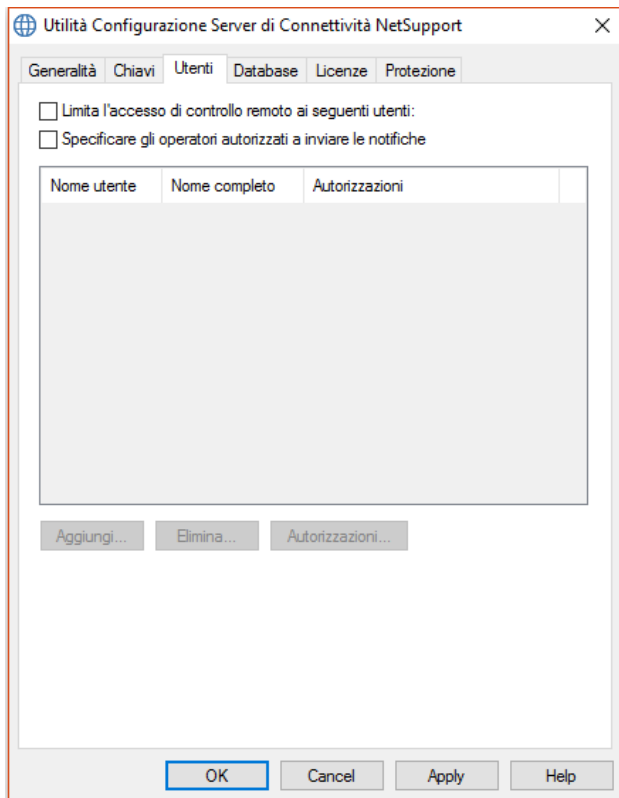 Utilità Configurazione Server di Connettività NetSupport
Generalità Chiavi Utenti Database Licenze Protezione
Limita l'accesso di controllo remoto ai seguenti utenti:
Specificare gli operatori autorizzati a inviare le notifiche
Nome utente Nome completo Autorizzazioni
Aggiungi... Elimina... Autorizzazioni...
OK Cancel Apply Help